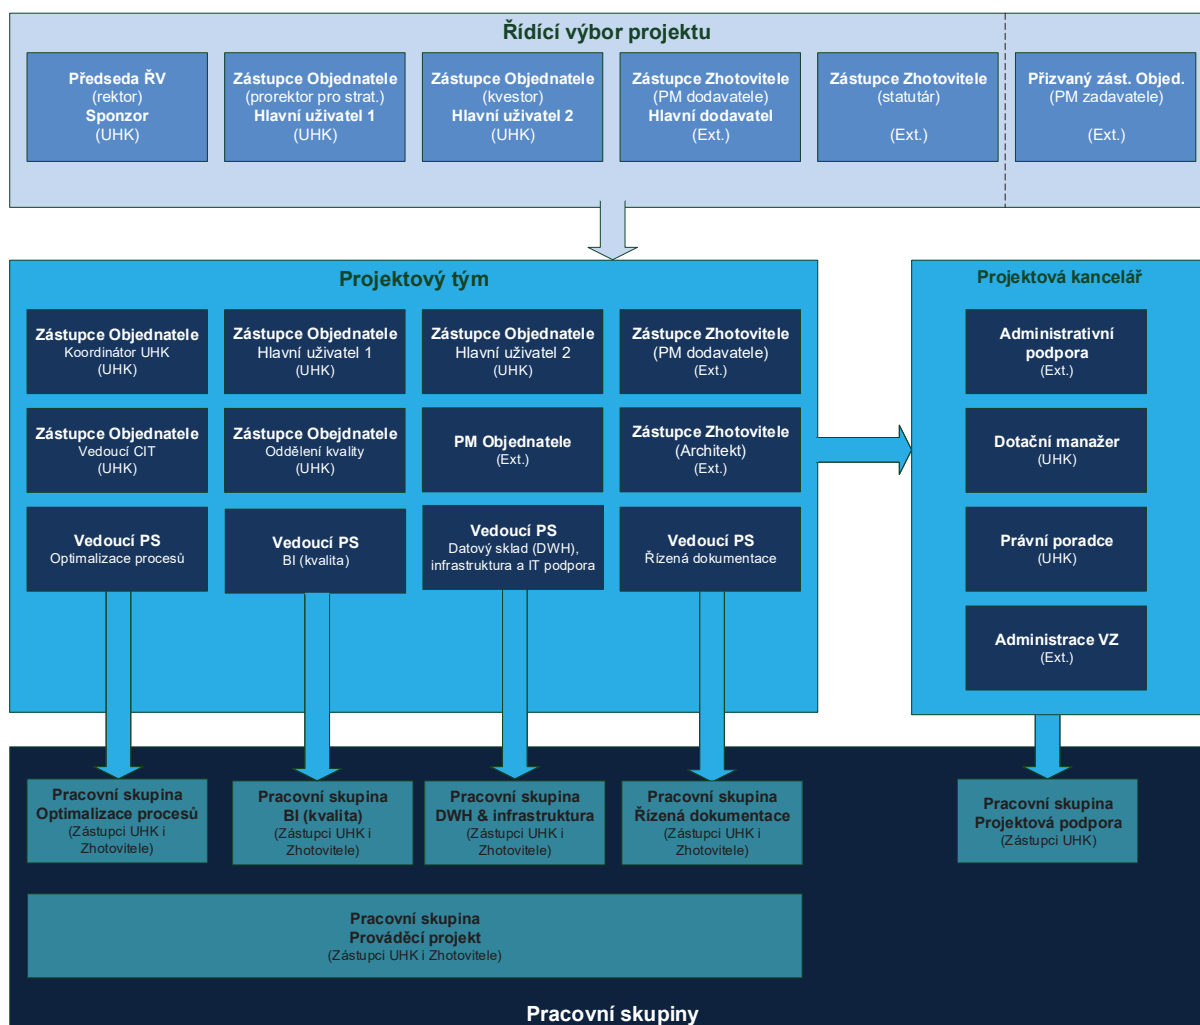 Řídící výbor projektu
Předseda ŘV
(rektor)
Sponzor
(UHK)
Zástupce Objednatele
(prorektor pro strat.)
Hlavní uživatel 1
(UHK)
Zástupce Objednatele
(kvestor)
Hlavní uživatel 2
(UHK)
Zástupce Zhotovitele
(PM dodavatele)
Hlavní dodavatel
(Ext.)
Zástupce Zhotovitele
(statutár)
(Ext.)
Přizvaný zást. Objed.
(PM zadavatele)
(Ext.)
Projektový tým
Zástupce Objednatele
Koordinátor UHK
(UHK)
Zástupce Objednatele
Hlavní uživatel 1
(UHK)
Zástupce Objednatele
Hlavní uživatel 2
(UHK)
Zástupce Zhotovitele
(PM dodavatele)
(Ext.)
Zástupce Objednatele
Vedoucí CIT
(UHK)
Zástupce Obejdnatele
Oddělení kvality
(UHK)
PM Objednatele
(Ext.)
Zástupce Zhotovitele
(Architekt)
(Ext.)
Vedoucí PS
Optimalizace procesů
Vedoucí PS
BI (kvalita)
Vedoucí PS
Datový sklad (DWH),
infrastruktura a IT podpora
Vedoucí PS
Řízená dokumentace
Projektová kancelář
Administrativní
podpora
(Ext.)
Dotační manažer
(UHK)
Právní poradce
(UHK)
Administrace VZ
(Ext.)
Pracovní skupina
Optimalizace procesů
(Zástupci UHK i
Zhotovitele)
Pracovní skupina
BI (kvalita)
(Zástupci UHK i
Zhotovitele)
Pracovní skupina
DWH & infrastruktura
(Zástupci UHK i
Zhotovitele)
Pracovní skupina
Řízená dokumentace
(Zástupci UHK i
Zhotovitele)
Pracovní skupina
Projektová podpora
(Zástupci UHK)
Pracovní skupina
Prováděcí projekt
(Zástupci UHK i Zhotovitele)
Pracovní skupiny